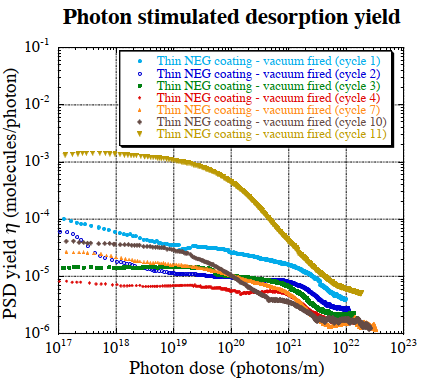 Photon stimulated desorption yield
10⁻¹
Thin NEG coating - vacuum fired (cycle 1)
Thin NEG coating - vacuum fired (cycle 2)
Thin NEG coating - vacuum fired (cycle 3)
Thin NEG coating - vacuum fired (cycle 4)
Thin NEG coating - vacuum fired (cycle 7)
Thin NEG coating - vacuum fired (cycle 10)
Thin NEG coating - vacuum fired (cycle 11)
10⁻²
10⁻³
10⁻⁴
10⁻⁵
10⁻⁶
PSD yield η (molecules/photon)
10¹⁷ 10¹⁸ 10¹⁹ 10²⁰ 10²¹ 10²² 10²³
Photon dose (photons/m)